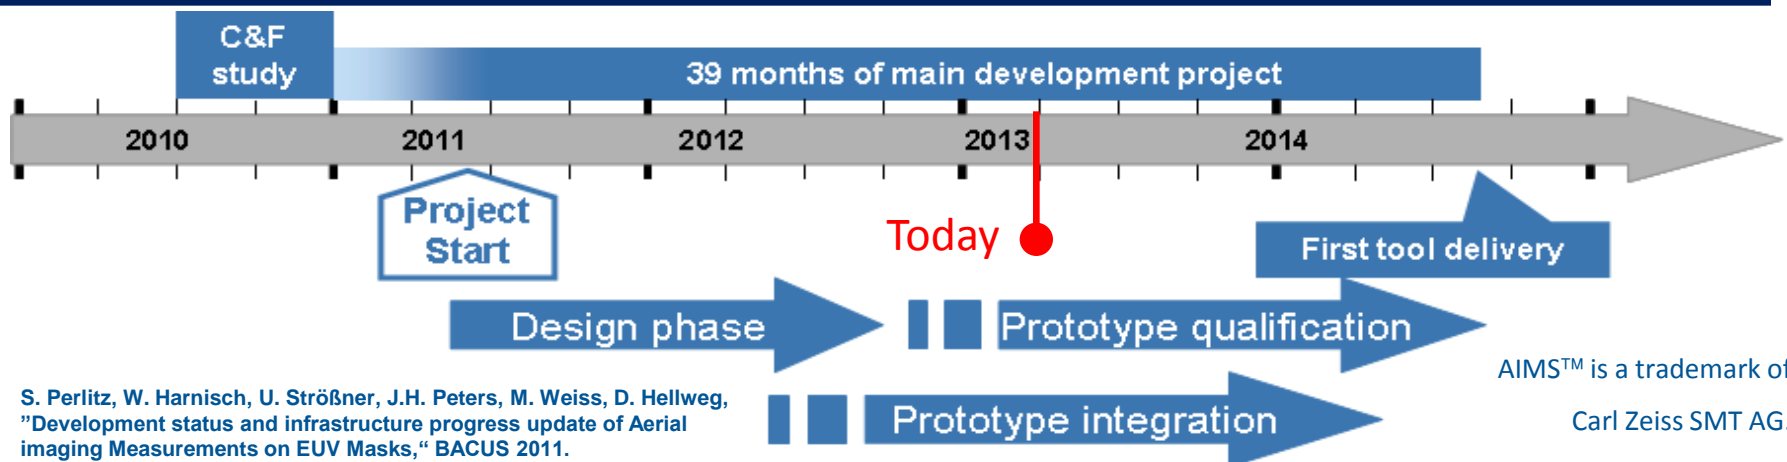 C&F
study
39 months of main development project
2010
2011
2012
2013
2014
Project
Start
Today
First tool delivery
Design phase
Prototype qualification
Prototype integration
AIMS™ is a trademark of
Carl Zeiss SMT AG.
S. Perlitz, W. Harnisch, U. Strößner, J.H. Peters, M. Weiss, D. Hellweg,
”Development status and infrastructure progress update of Aerial
imaging Measurements on EUV Masks,“ BACUS 2011.